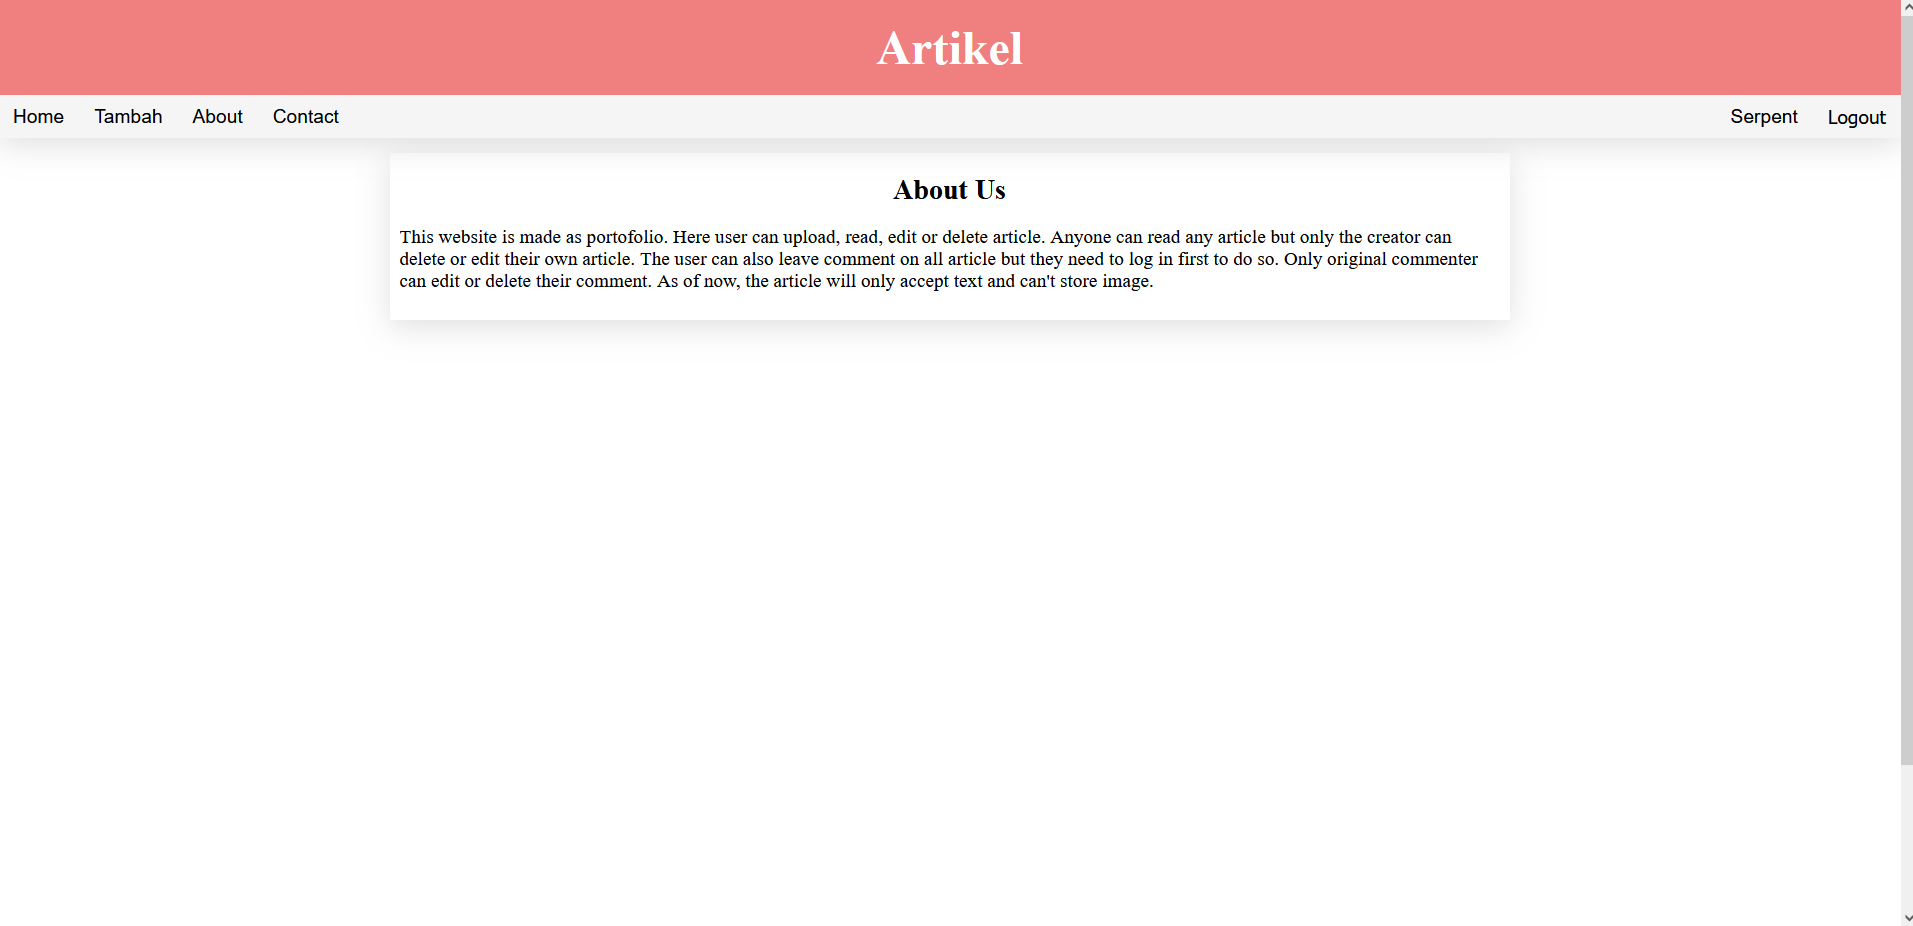 Artikel
Home Tambah About Contact Serpent Logout
About Us
This website is made as portofolio. Here user can upload, read, edit or delete article. Anyone can read any article but only the creator can
delete or edit their own article. The user can also leave comment on all article but they need to log in first to do so. Only original commenter
can edit or delete their comment. As of now, the article will only accept text and can't store image.